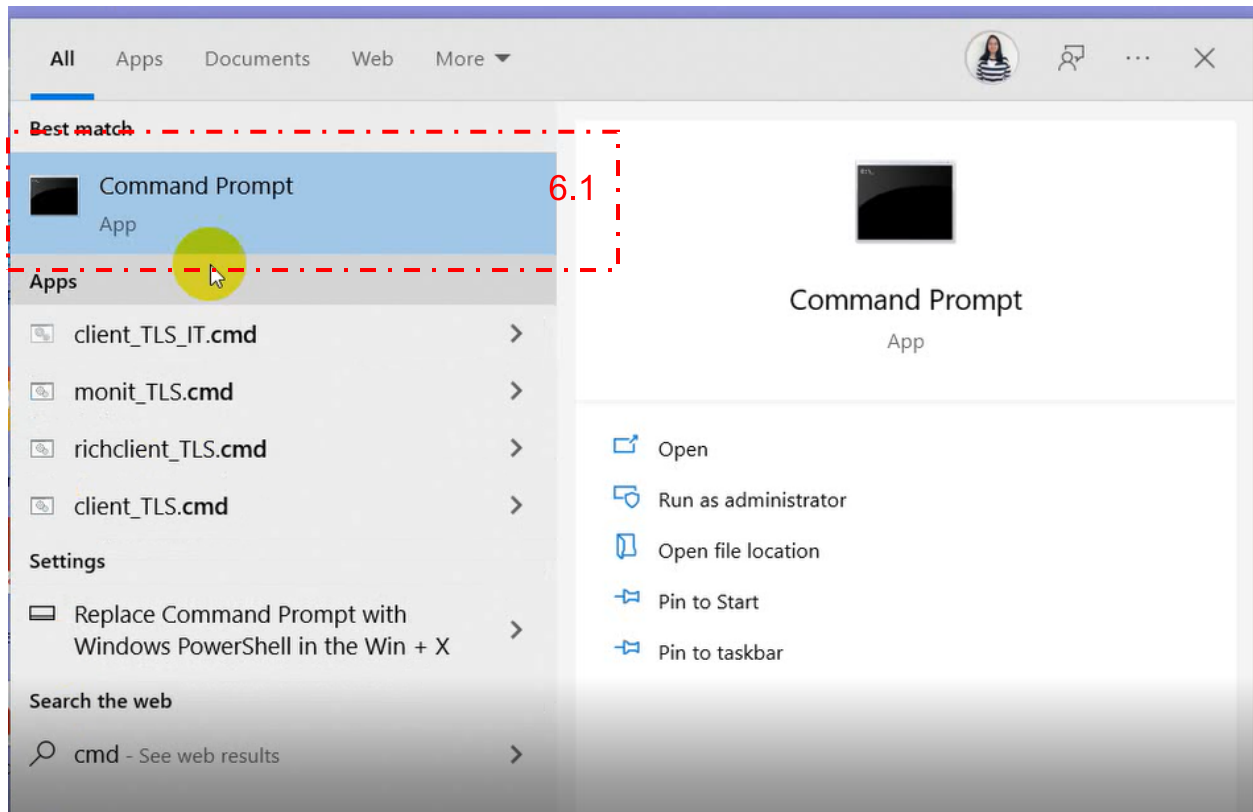 All Apps Documents Web More
Best match
Command Prompt
App
6.1
Apps
client_TLS_IT.cmd
monit_TLS.cmd
richclient_TLS.cmd
client_TLS.cmd
Settings
Replace Command Prompt with
Windows PowerShell in the Win + X
Search the web
cmd - See web results
Command Prompt
App
Open
Run as administrator
Open file location
Pin to Start
Pin to taskbar